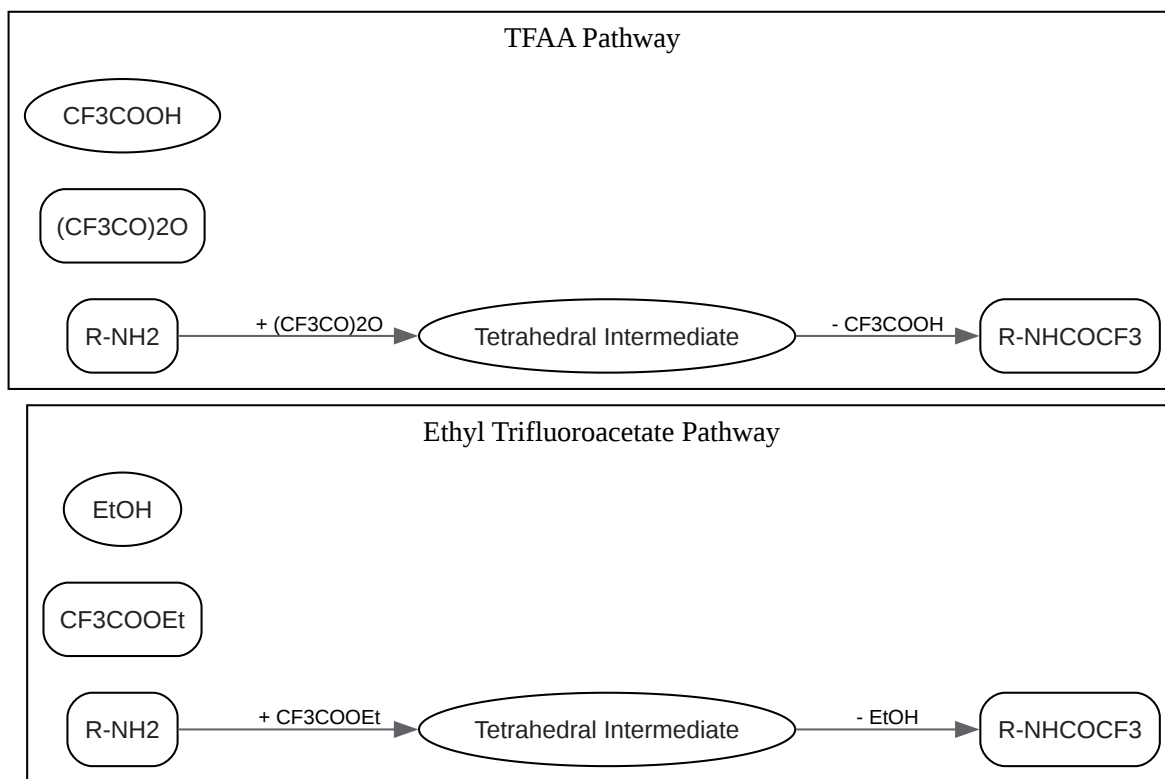 TFAA Pathway
CF3COOH
(CF3CO)2O
R-NH2
+ (CF3CO)2O
Tetrahedral Intermediate
- CF3COOH
R-NHCOCF3
Ethyl Trifluoroacetate Pathway
EtOH
CF3COOEt
R-NH2
+ CF3COOEt
Tetrahedral Intermediate
- EtOH
R-NHCOCF3